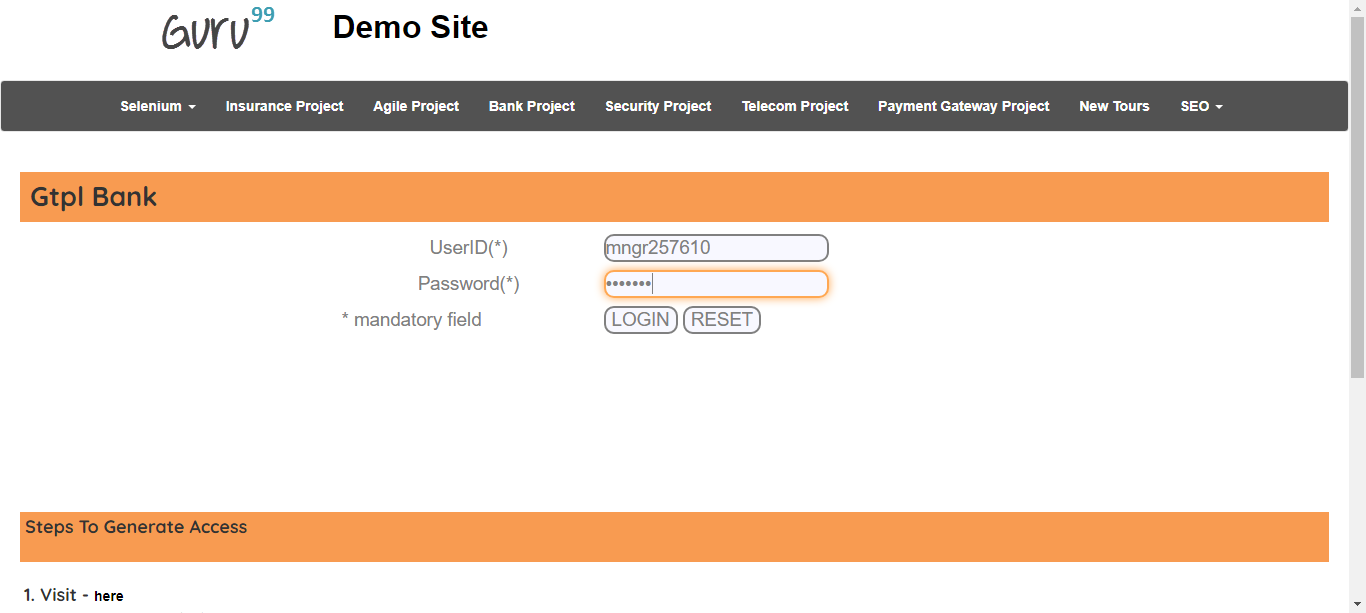 Guru99
Demo Site
Selenium Insurance Project Agile Project Bank Project Security Project Telecom Project Payment Gateway Project New Tours SEO
Gtpl Bank
UserID(*) mngr257610
Password(*) •••••••
* mandatory field LOGIN RESET
Steps To Generate Access
1. Visit - here